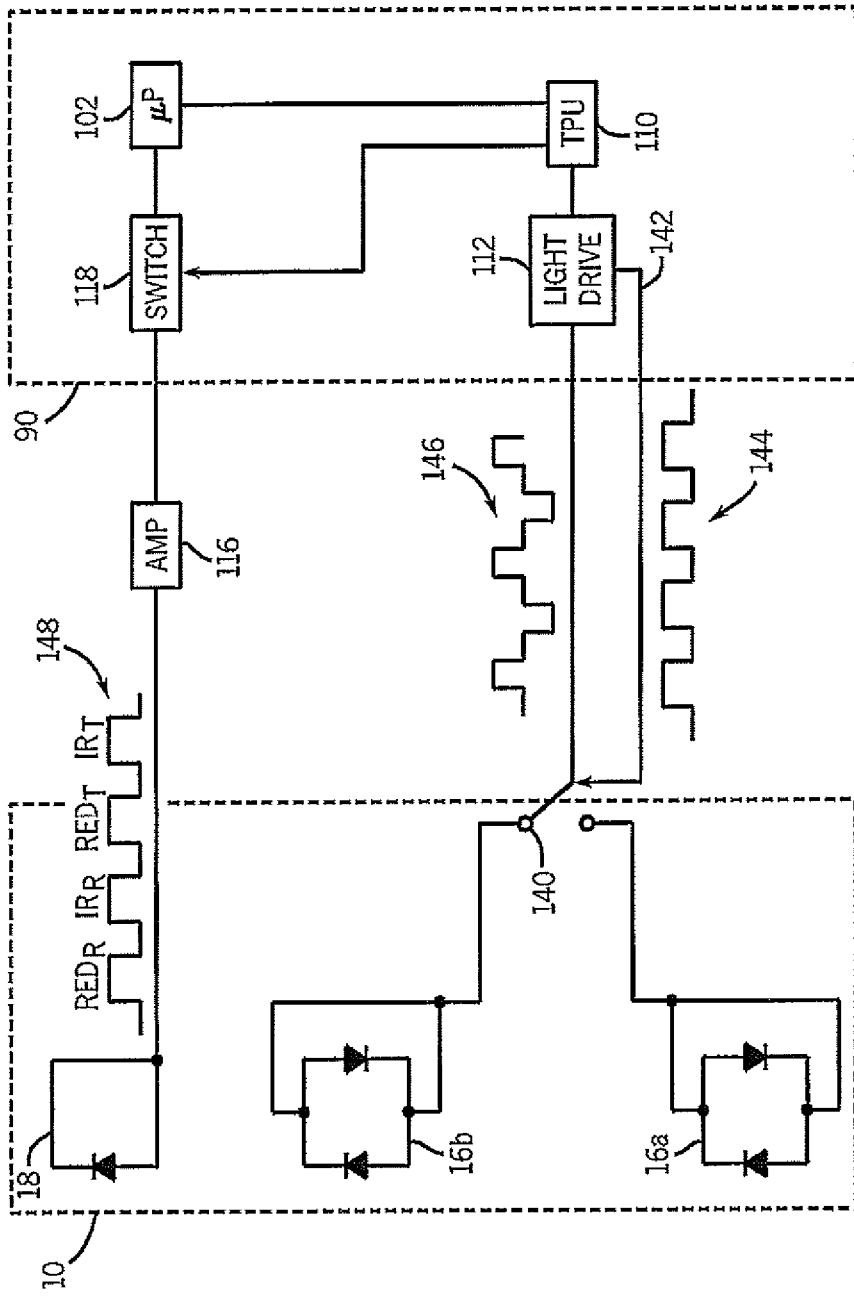 10
18
RED_R IR_R RED_T IR_T
148
AMP
116
90
SWITCH
118
μP
102
16b
16a
140
146
144
LIGHT
DRIVE
112
142
TPU
110